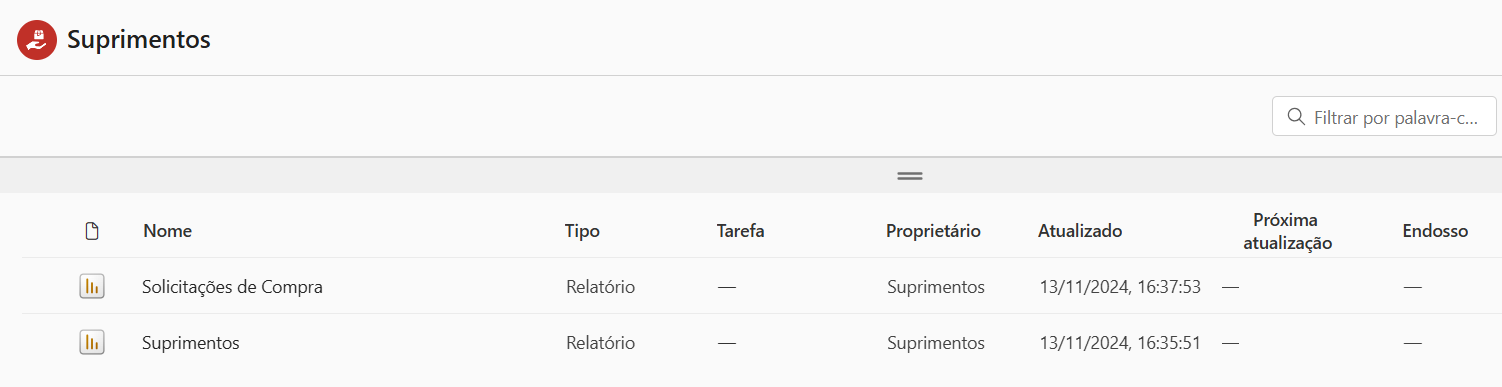 Suprimentos
Filtrar por palavra-c...
Nome Tipo Tarefa Proprietário Atualizado Próxima atualização Endosso
Solicitações de Compra Relatório — Suprimentos 13/11/2024, 16:37:53 — —
Suprimentos Relatório — Suprimentos 13/11/2024, 16:35:51 — —